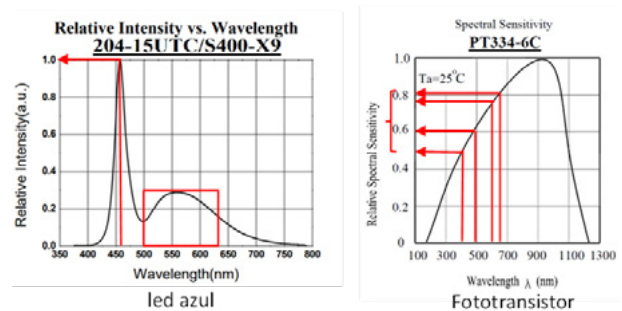 Relative Intensity vs. Wavelength
204-15UTC/S400-X9
Relative Intensity(a.u.)
1.0
0.8
0.6
0.4
0.2
0.0
350 400 450 500 550 600 650 700 750 800
Wavelength(nm)
led azul
Spectral Sensitivity
PT334-6C
Ta=25°C
Relative Spectral Sensitivity
1.0
0.8
0.6
0.4
0.2
0
100 300 500 700 900 1100 1300
Wavelength λ (nm)
Fototransistor